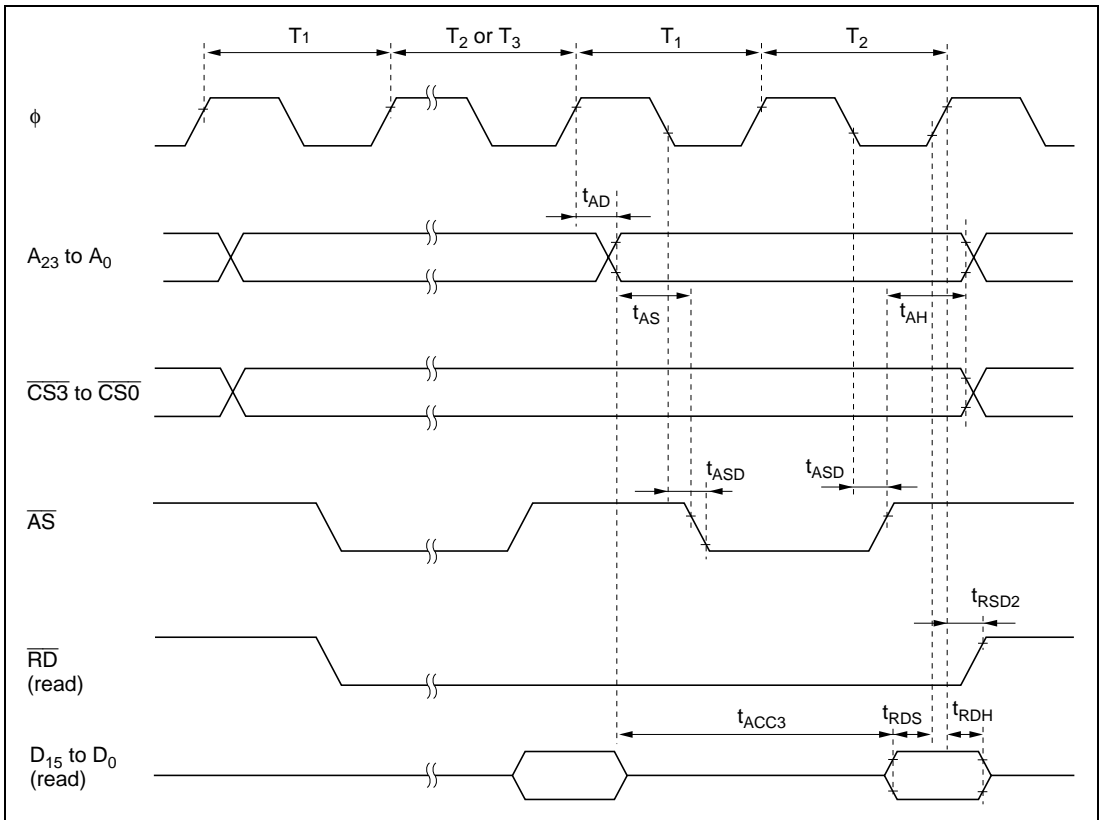 T1 T2 or T3 T1 T2
ϕ
tAD
A23 to A0
tAS tAH
CS3 to CS0
tASD tASD
AS
tRSD2
RD
(read)
tACC3 tRDS tRDH
D15 to D0
(read)